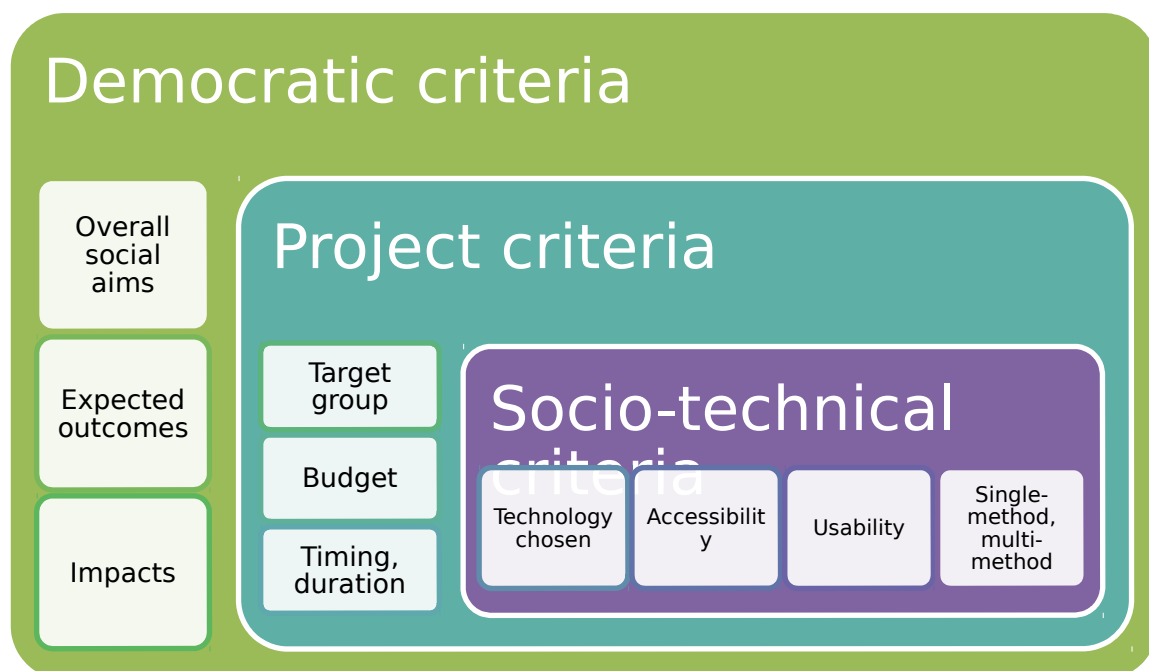 Democratic criteria
Overall
social
aims
Expected
outcomes
Impacts
Project criteria
Target
group
Budget
Timing,
duration
Socio-technical
criteria
Technology
chosen
Accessibilit
y
Usability
Single-
method,
multi-
method